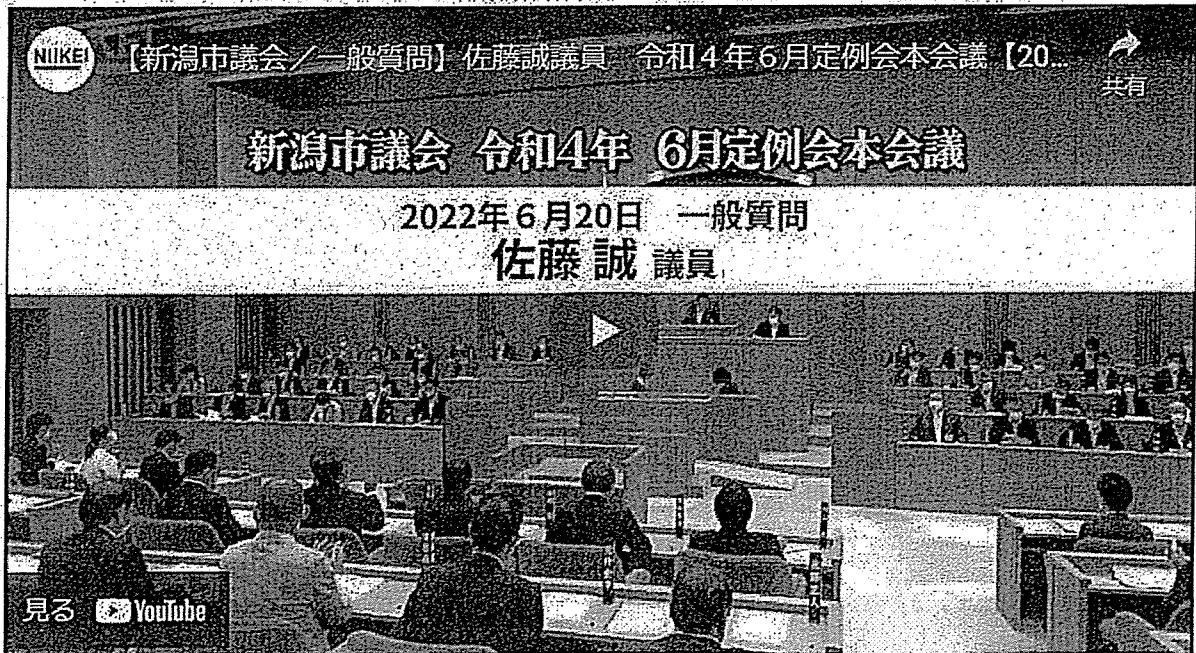 NIIKEI
【新潟市議会／一般質問】佐藤誠議員 令和4年6月定例会本会議【20...
共有
新潟市議会 令和4年 6月定例会本会議
2022年6月20日 一般質問
佐藤 誠 議員
見る YouTube